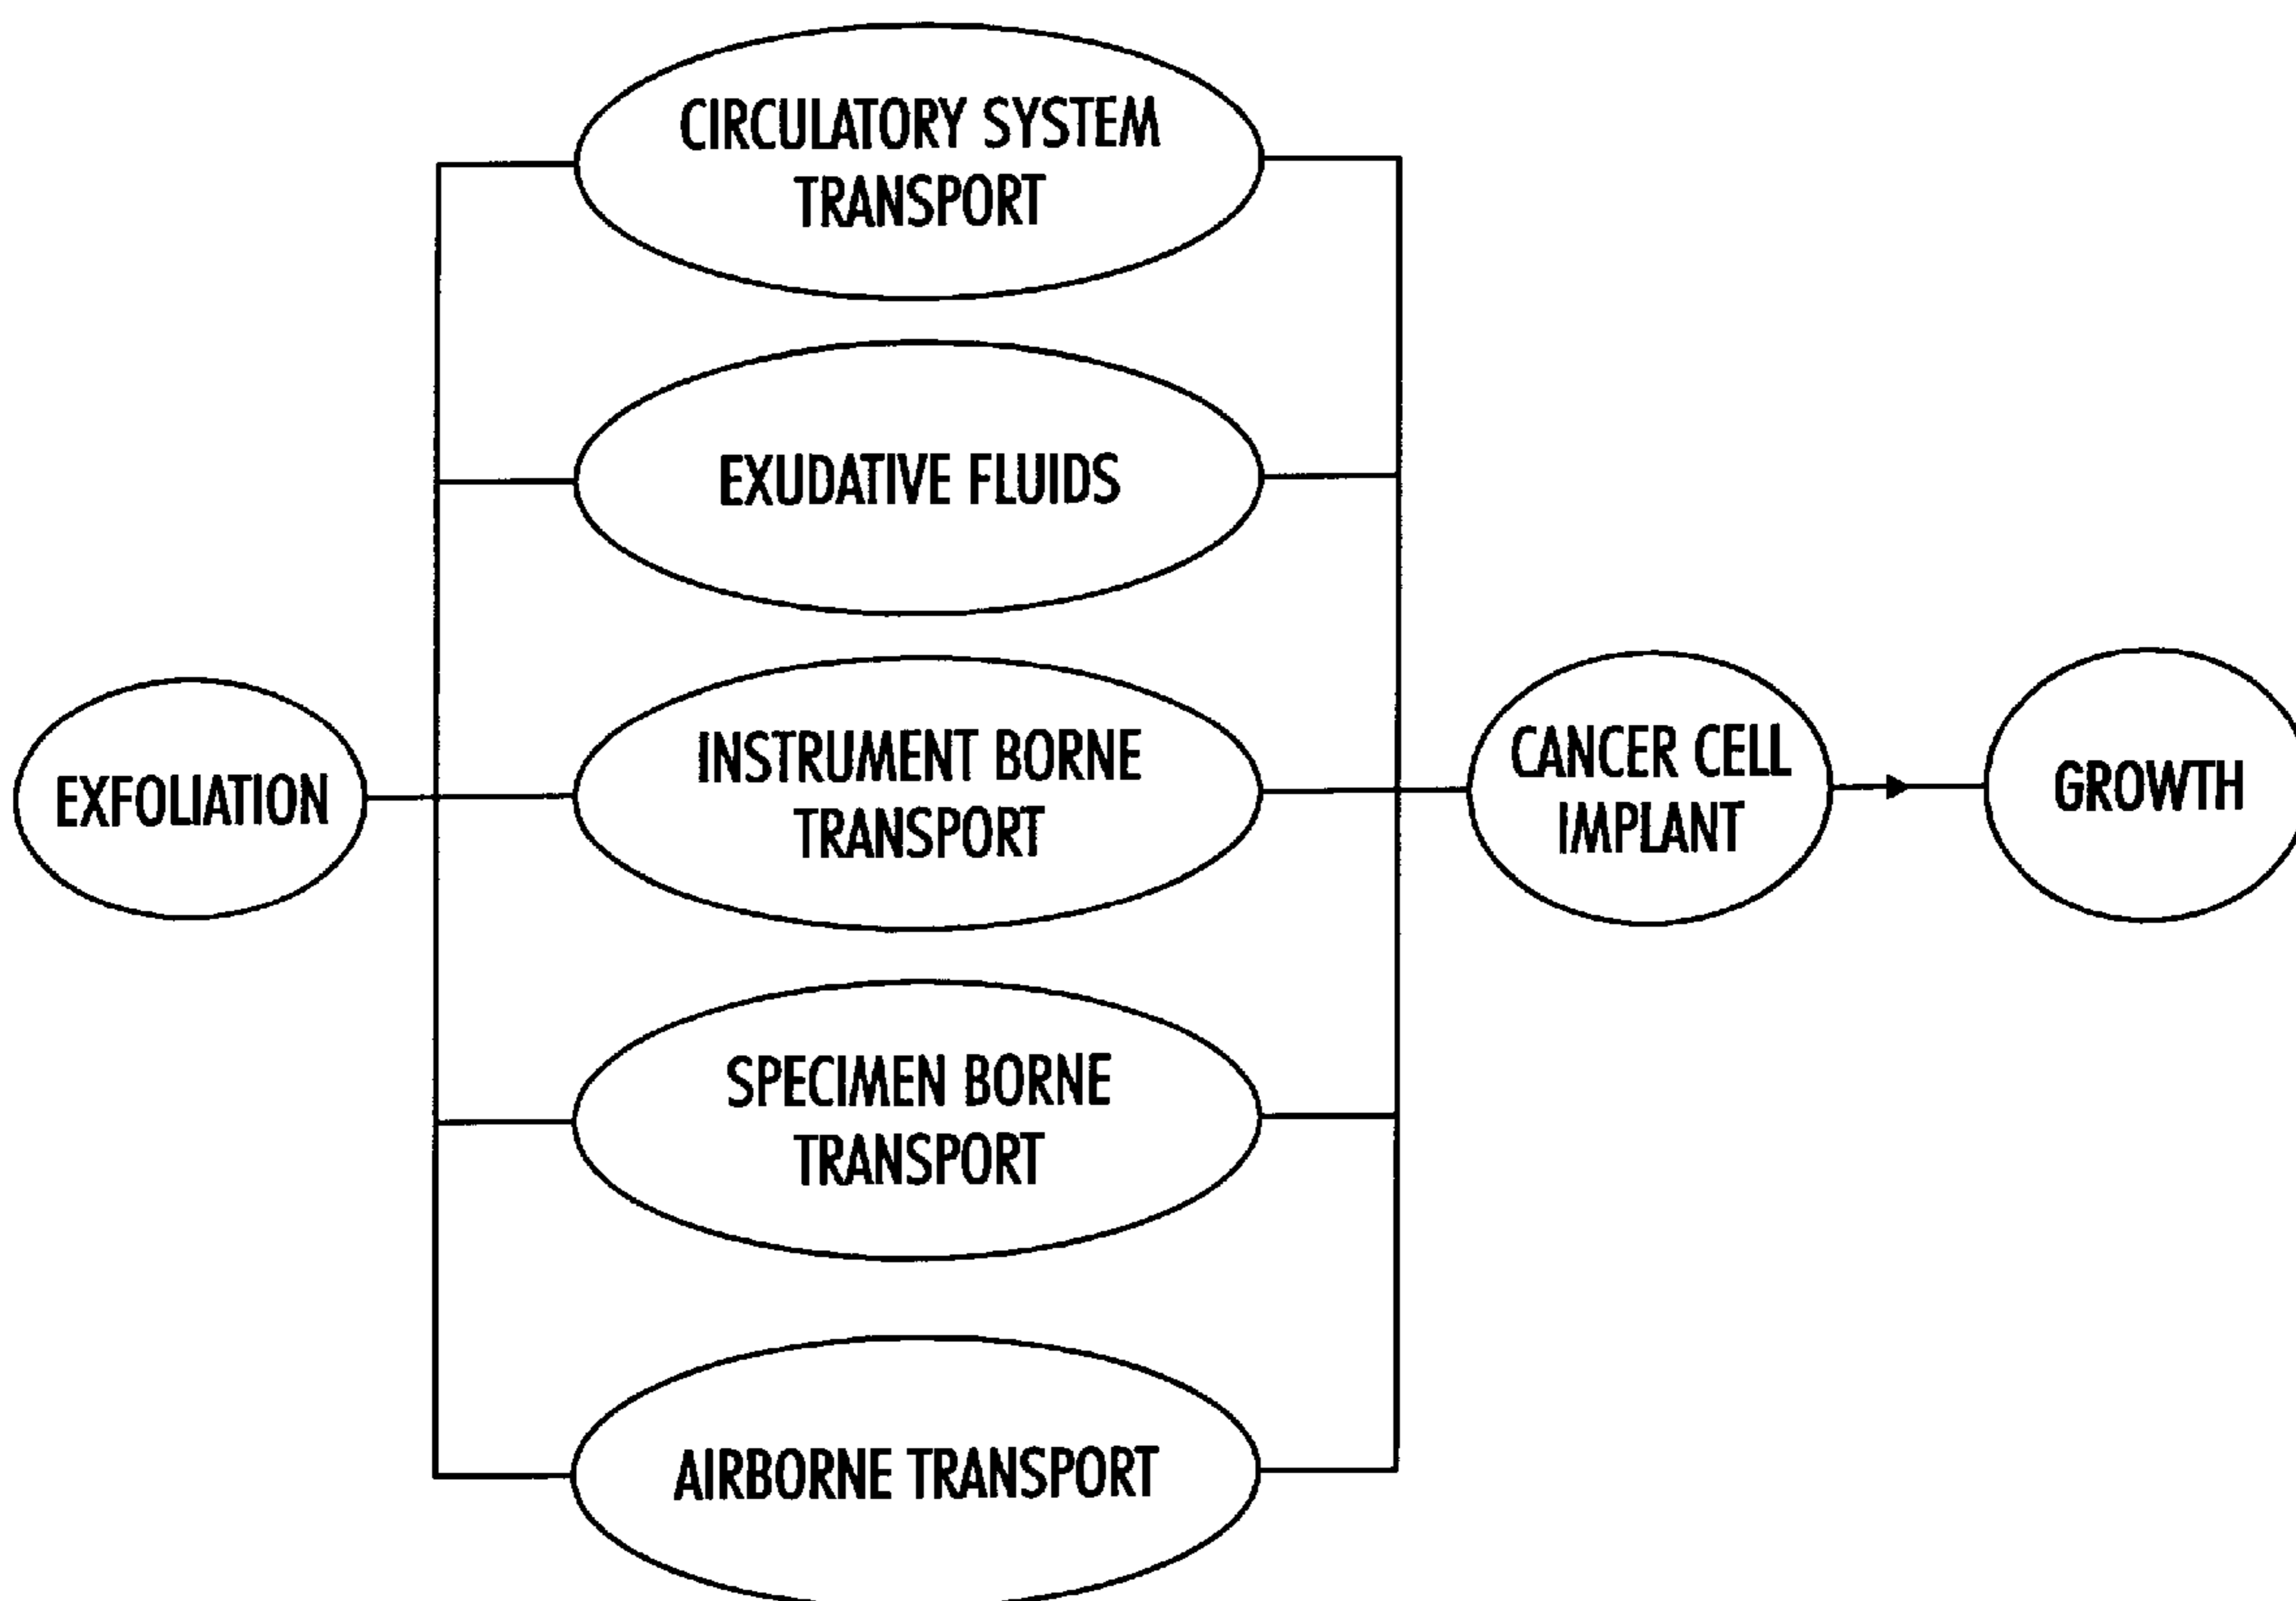 CIRCULATORY SYSTEM
TRANSPORT
EXUDATIVE FLUIDS
EXFOLIATION
INSTRUMENT BORNE
TRANSPORT
CANCER CELL
IMPLANT
GROWTH
SPECIMEN BORNE
TRANSPORT
AIRBORNE TRANSPORT